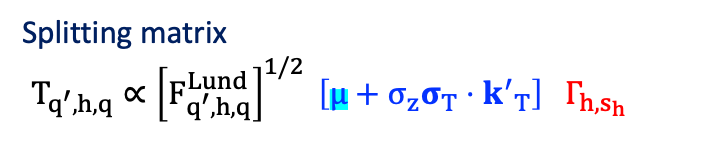 Splitting matrix
T_{q′,h,q} ∝ [F^{Lund}_{q′,h,q}]^{1/2} [μ + σ_z σ_T · k′_T] Γ_{h,s_h}